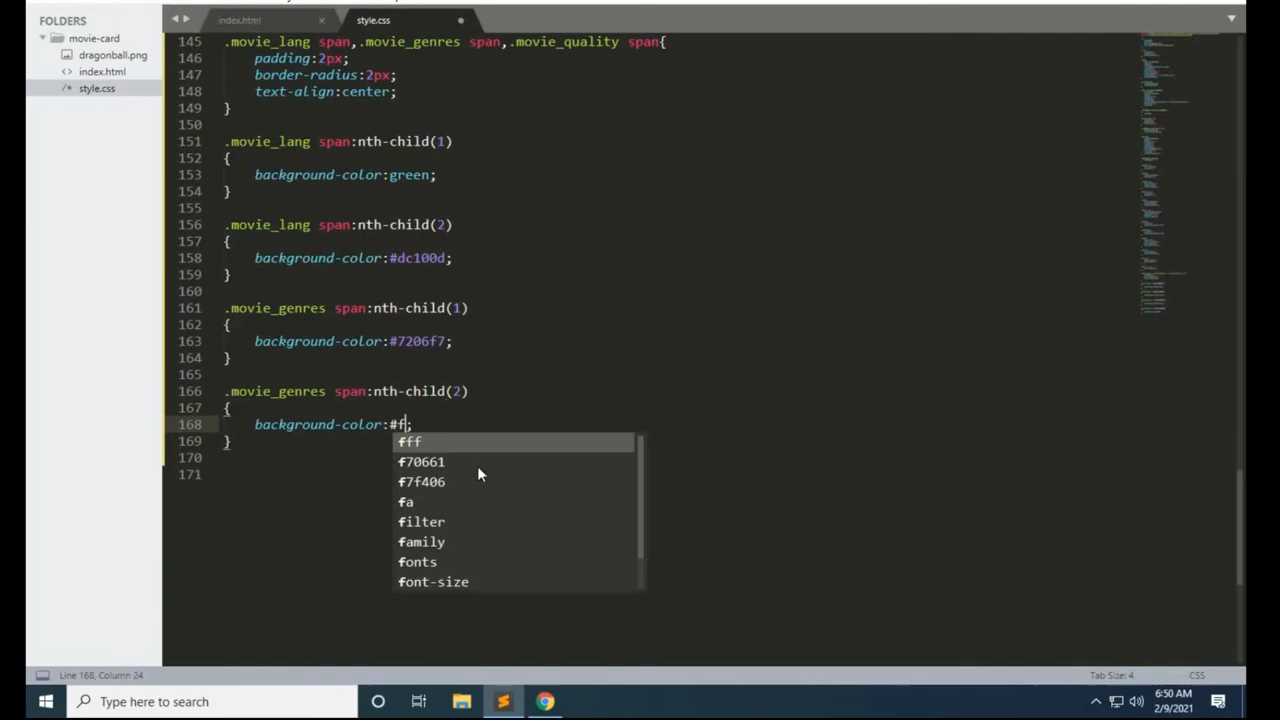 FOLDERS
movie-card
dragonball.png
index.html
style.css
index.html
style.css
145 .movie_lang span,.movie_genres span,.movie_quality span{
146 padding:2px;
147 border-radius:2px;
148 text-align:center;
149 }
150
151 .movie_lang span:nth-child(1)
152 {
153 background-color:green;
154 }
155
156 .movie_lang span:nth-child(2)
157 {
158 background-color:#dc100d;
159 }
160
161 .movie_genres span:nth-child(1)
162 {
163 background-color:#7206f7;
164 }
165
166 .movie_genres span:nth-child(2)
167 {
168 background-color:#f;
169 }
170
171
fff
f70661
f7f406
fa
filter
family
fonts
font-size
Line 168, Column 24
Tab Size: 4
CSS
Type here to search
6:50 AM
2/9/2021